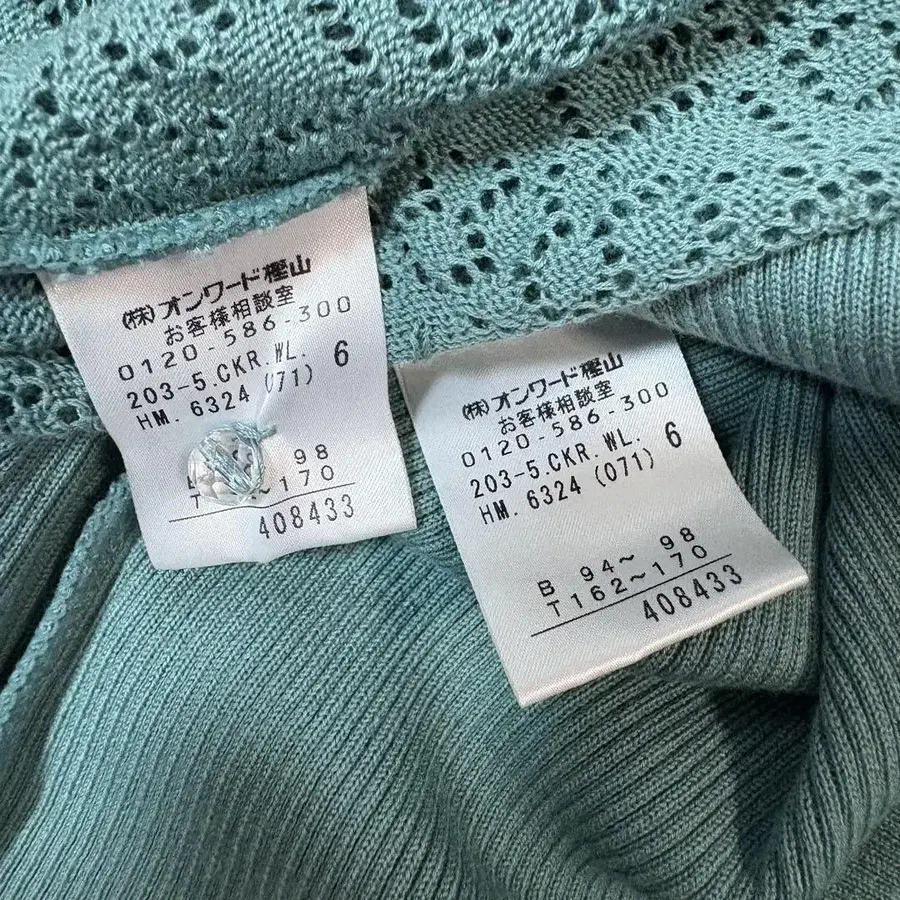 (株)オンワード樫山
お客様相談室
0120-586-300
203-5.CKR.WL. 6
HM. 6324 (071)
98
T 170
408433
(株)オンワード樫山
お客様相談室
0120-586-300
203-5.CKR.WL. 6
HM. 6324 (071)
B 94~ 98
T 162~170
408433